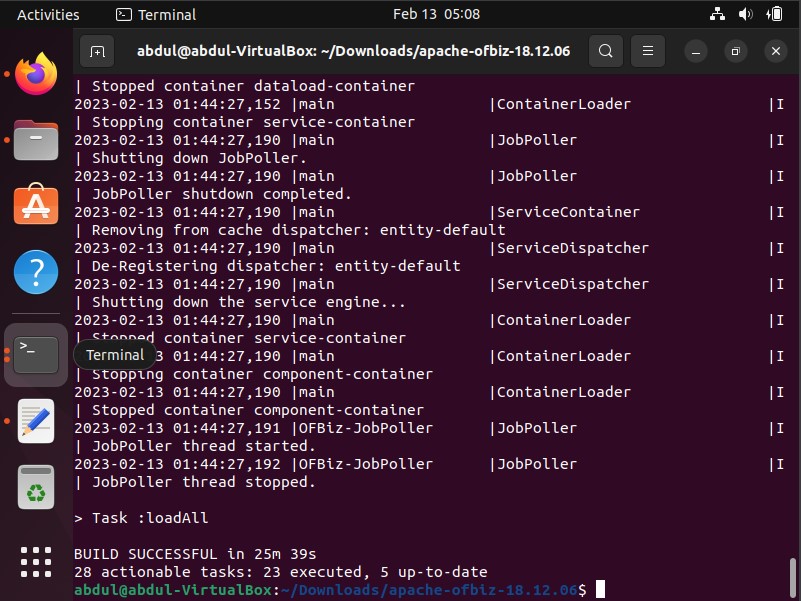 Activities
Terminal
Feb 13 05:08
abdul@abdul-VirtualBox: ~/Downloads/apache-ofbiz-18.12.06
| Stopped container dataload-container
2023-02-13 01:44:27,152 |main |ContainerLoader |I
| Stopping container service-container
2023-02-13 01:44:27,190 |main |JobPoller |I
| Shutting down JobPoller.
2023-02-13 01:44:27,190 |main |JobPoller |I
| JobPoller shutdown completed.
2023-02-13 01:44:27,190 |main |ServiceContainer |I
| Removing from cache dispatcher: entity-default
2023-02-13 01:44:27,190 |main |ServiceDispatcher |I
| De-Registering dispatcher: entity-default
2023-02-13 01:44:27,190 |main |ServiceDispatcher |I
| Shutting down the service engine...
2023-02-13 01:44:27,190 |main |ContainerLoader |I
| Stopped container service-container
Terminal
3 01:44:27,190 |main |ContainerLoader |I
| Stopping container component-container
2023-02-13 01:44:27,190 |main |ContainerLoader |I
| Stopped container component-container
2023-02-13 01:44:27,191 |OFBiz-JobPoller |JobPoller |I
| JobPoller thread started.
2023-02-13 01:44:27,192 |OFBiz-JobPoller |JobPoller |I
| JobPoller thread stopped.
> Task :loadAll
BUILD SUCCESSFUL in 25m 39s
28 actionable tasks: 23 executed, 5 up-to-date
abdul@abdul-VirtualBox:~/Downloads/apache-ofbiz-18.12.06$